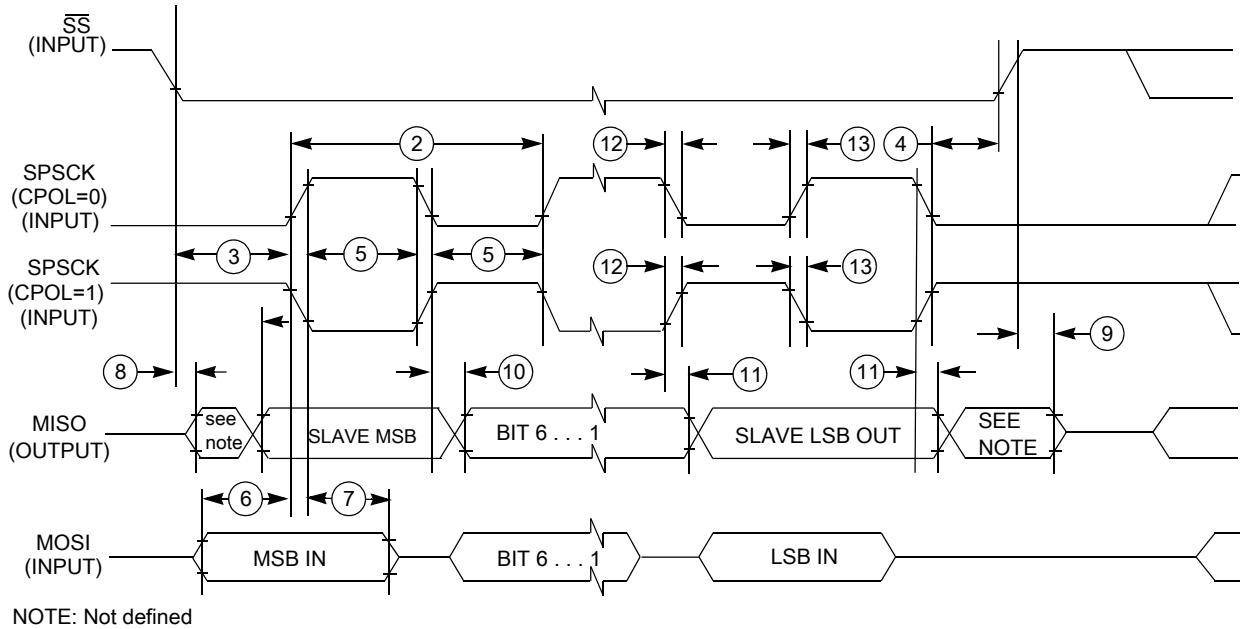 SS
(INPUT)
2
12
13
4
SPSCK
(CPOL=0)
(INPUT)
3
5
5
12
13
SPSCK
(CPOL=1)
(INPUT)
8
10
11
11
9
MISO
(OUTPUT)
see
note
SLAVE MSB
BIT 6 . . . 1
SLAVE LSB OUT
SEE
NOTE
6
7
MOSI
(INPUT)
MSB IN
BIT 6 . . . 1
LSB IN
NOTE: Not defined